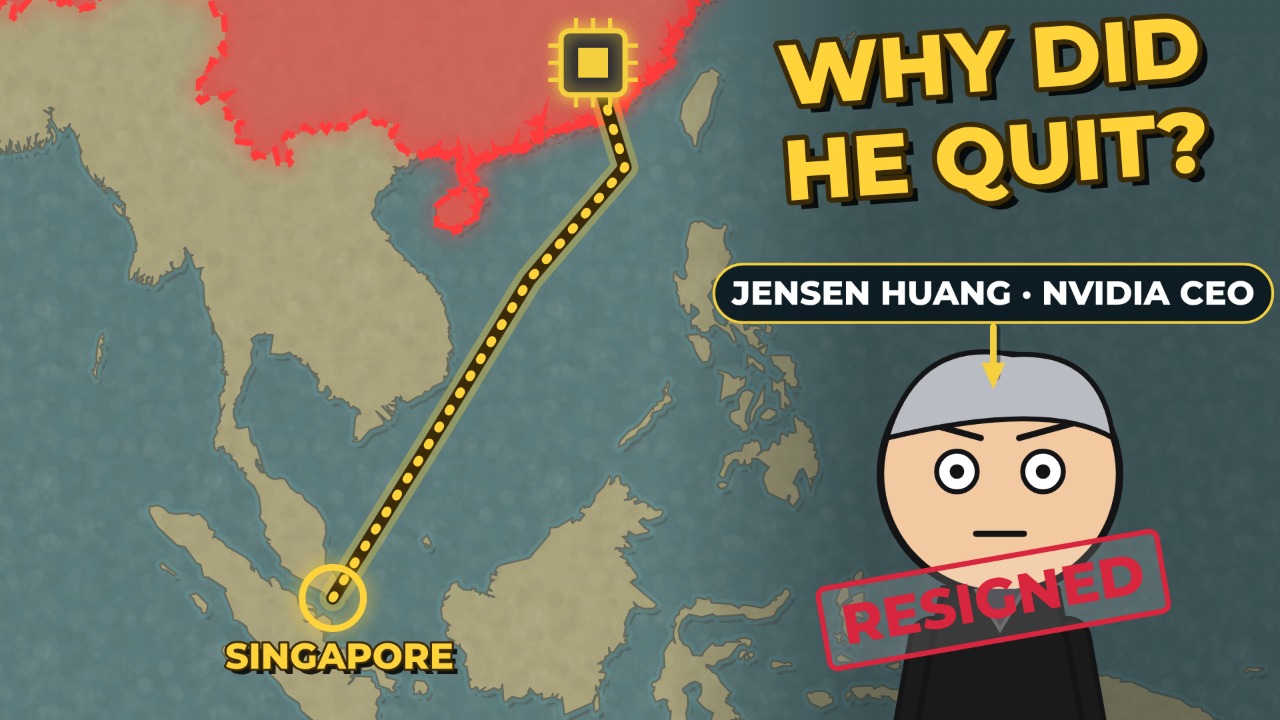 WHY DID
HE QUIT?
JENSEN HUANG · NVIDIA CEO
RESIGNED
SINGAPORE